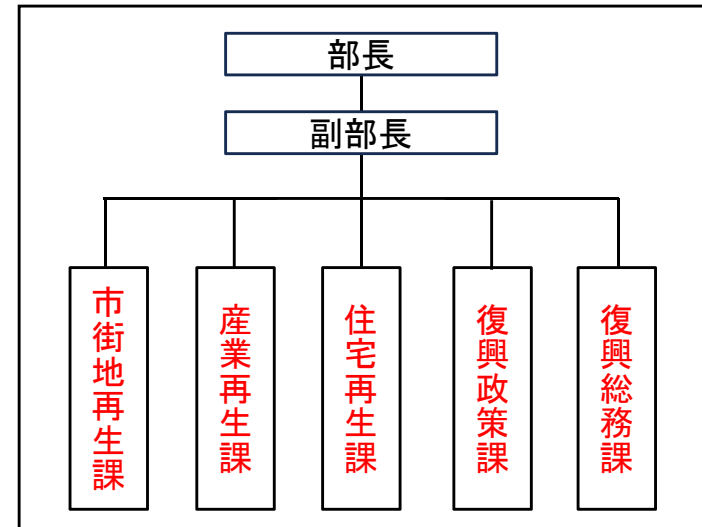 部長
副部長
市街地再生課
産業再生課
住宅再生課
復興政策課
復興総務課